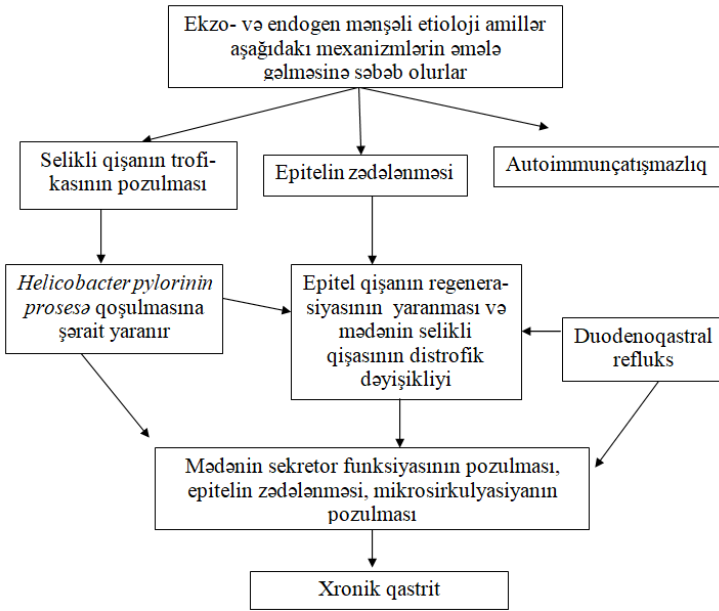 Ekzo- və endogen mənşəli etioloji amillər
aşağıdakı mexanizmlərin əmələ
gəlməsinə səbəb olurlar
Selikli qişanın trofi-
kasının pozulması
Epitelin zədələnməsi
Autoimmunçatışmazlıq
Helicobacter pylorinin
prosesə qoşulmasına
şərait yaranır
Epitel qişanın regenera-
siyasının yaranması və
mədənin selikli
qişasının distrofik
dəyişikliyi
Duodenoqastral
refluks
Mədənin sekretor funksiyasının pozulması,
epitelin zədələnməsi, mikrosirkulyasiyanın
pozulması
Xronik qastrit